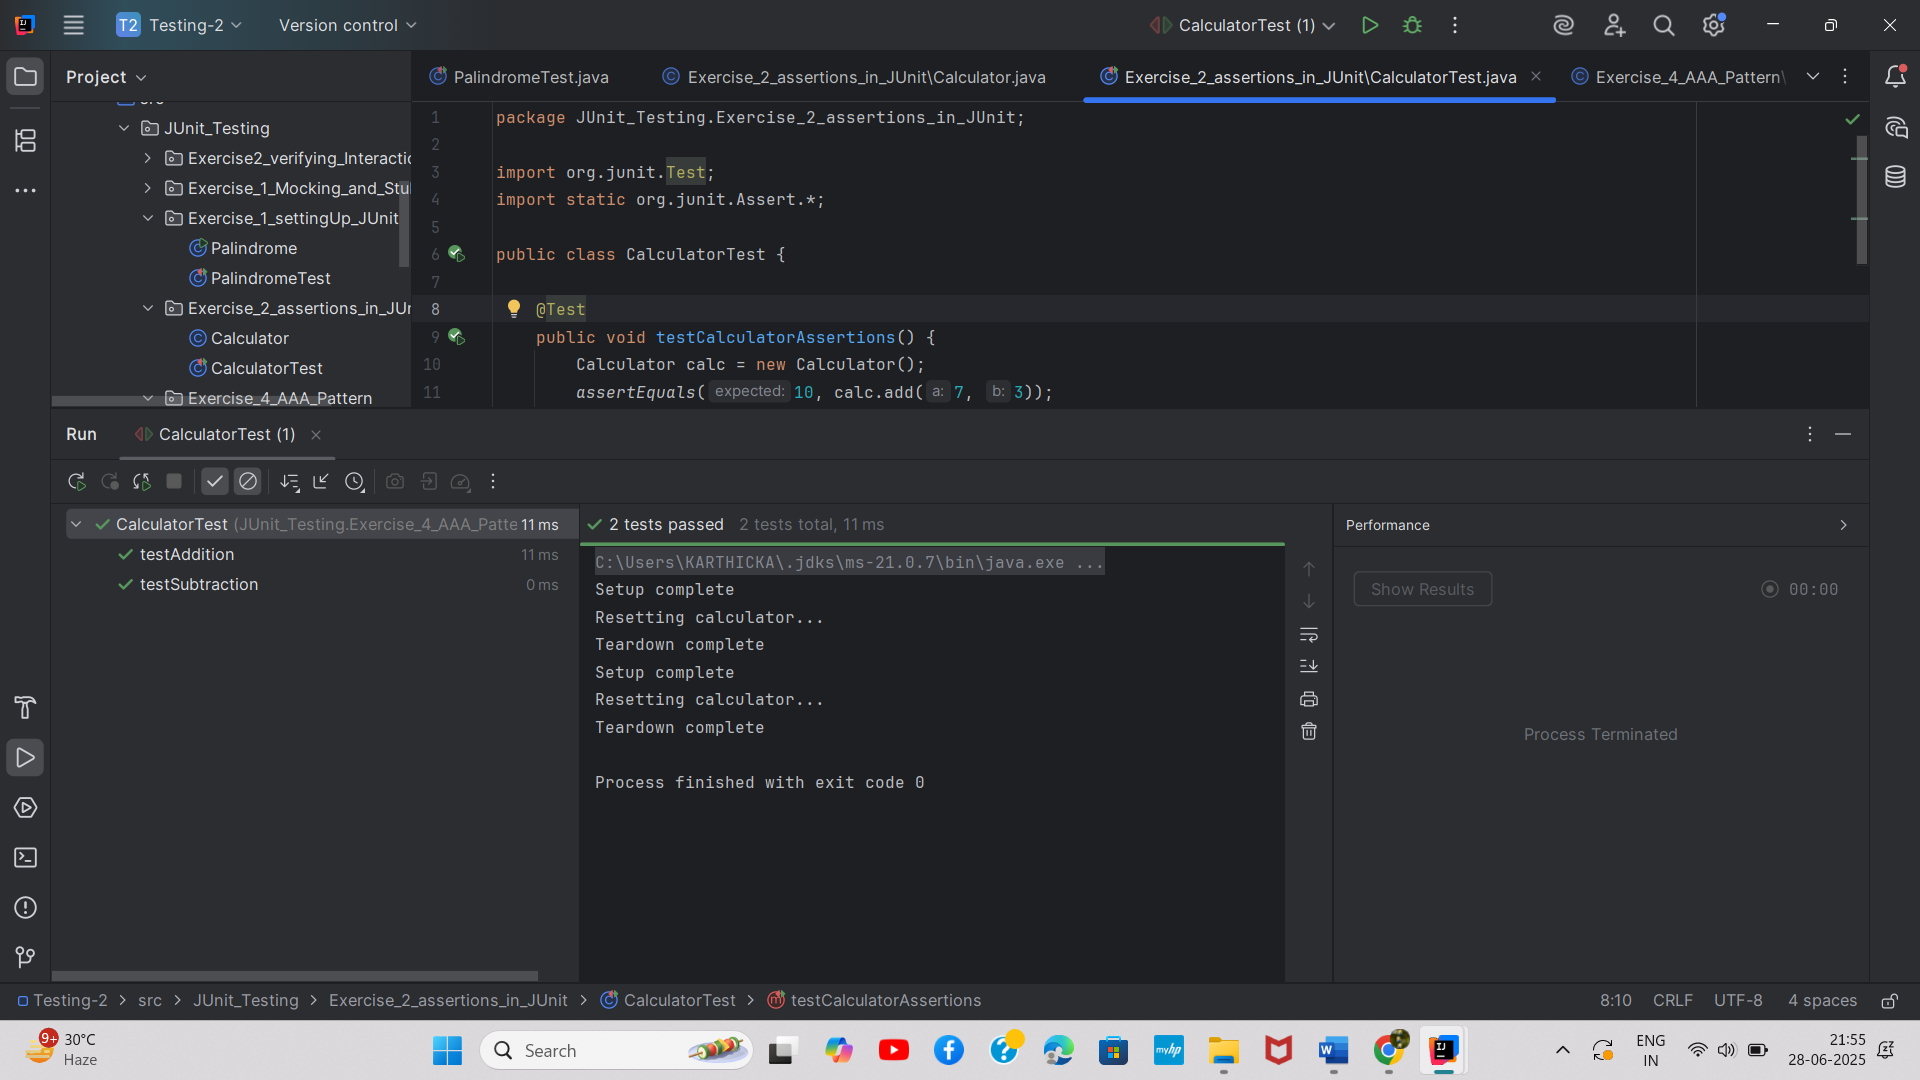 T2 Testing-2 Version control CalculatorTest (1)
Project
PalindromeTest.java Exercise_2_assertions_in_JUnit\Calculator.java Exercise_2_assertions_in_JUnit\CalculatorTest.java Exercise_4_AAA_Pattern\
src
JUnit_Testing
Exercise2_verifying_Interactio
Exercise_1_Mocking_and_Stu
Exercise_1_settingUp_JUnit
Palindrome
PalindromeTest
Exercise_2_assertions_in_JUr
Calculator
CalculatorTest
Exercise_4_AAA_Pattern
1 package JUnit_Testing.Exercise_2_assertions_in_JUnit;
2
3 import org.junit.Test;
4 import static org.junit.Assert.*;
5
6 public class CalculatorTest {
7
8 @Test
9 public void testCalculatorAssertions() {
10 Calculator calc = new Calculator();
11 assertEquals( expected: 10, calc.add( a: 7, b: 3));
Run CalculatorTest (1)
CalculatorTest (JUnit_Testing.Exercise_4_AAA_Patte 11 ms
testAddition 11 ms
testSubtraction 0 ms
2 tests passed 2 tests total, 11 ms
C:\Users\KARTHICKA\.jdks\ms-21.0.7\bin\java.exe ...
Setup complete
Resetting calculator...
Teardown complete
Setup complete
Resetting calculator...
Teardown complete
Process finished with exit code 0
Performance
Show Results 00:00
Process Terminated
Testing-2 > src > JUnit_Testing > Exercise_2_assertions_in_JUnit > CalculatorTest > testCalculatorAssertions 8:10 CRLF UTF-8 4 spaces
9+ 30°C
Haze
Search
myhp
W
IJ
ENG
IN
21:55
28-06-2025